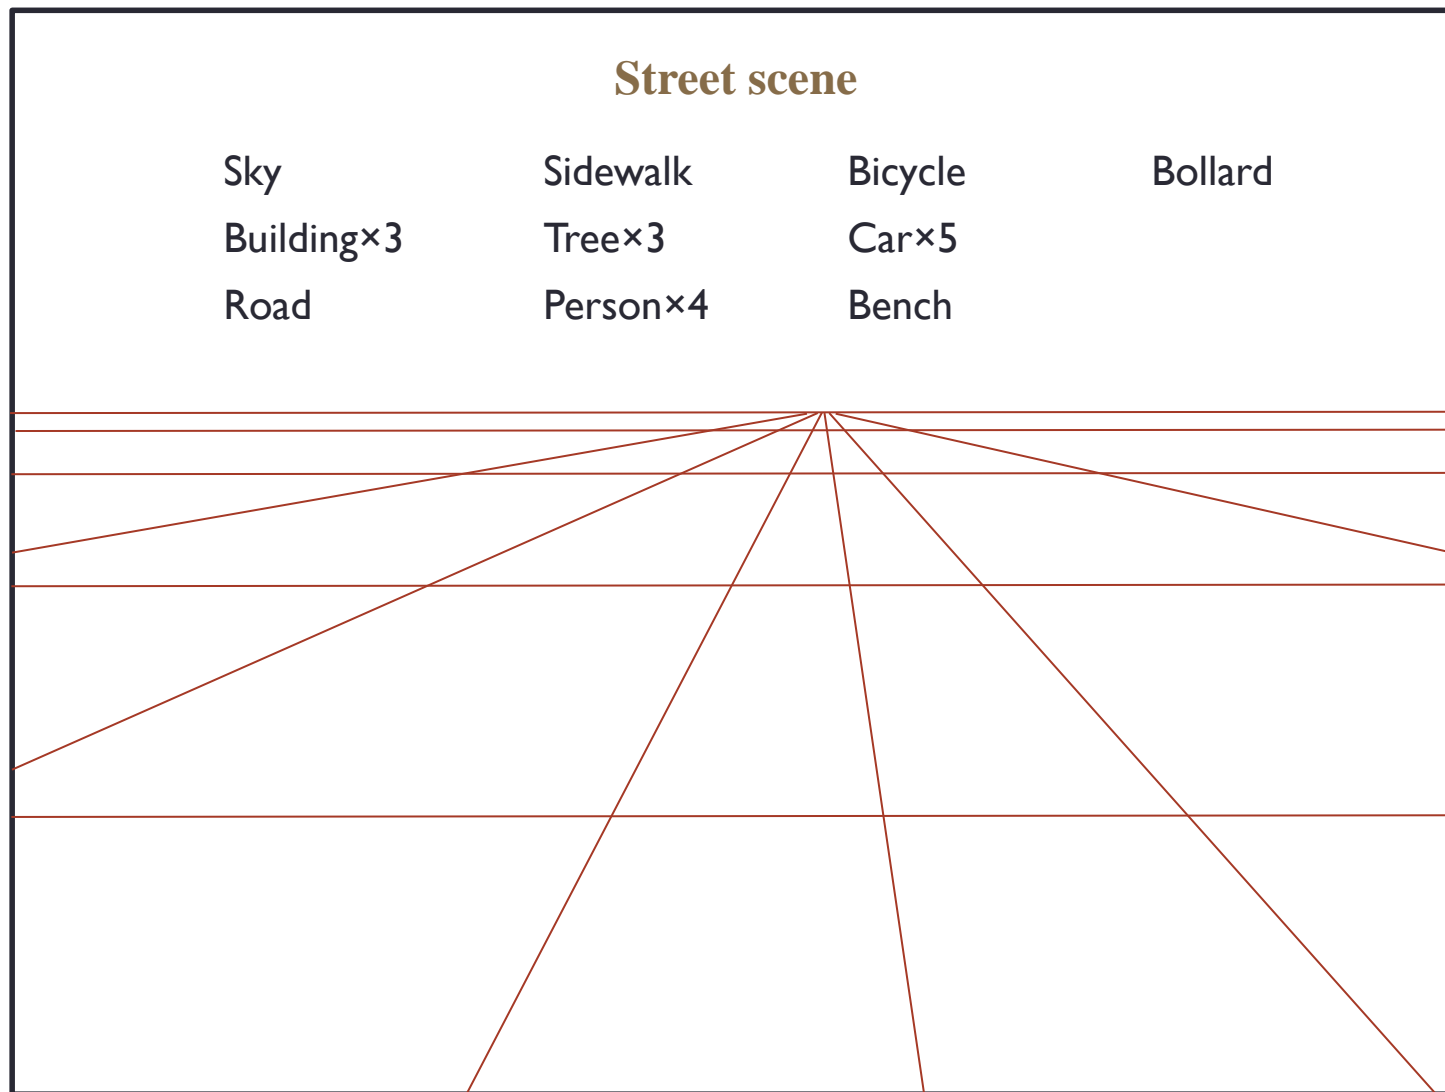 Street scene
Sky
Building×3
Road
Sidewalk
Tree×3
Person×4
Bicycle
Car×5
Bench
Bollard